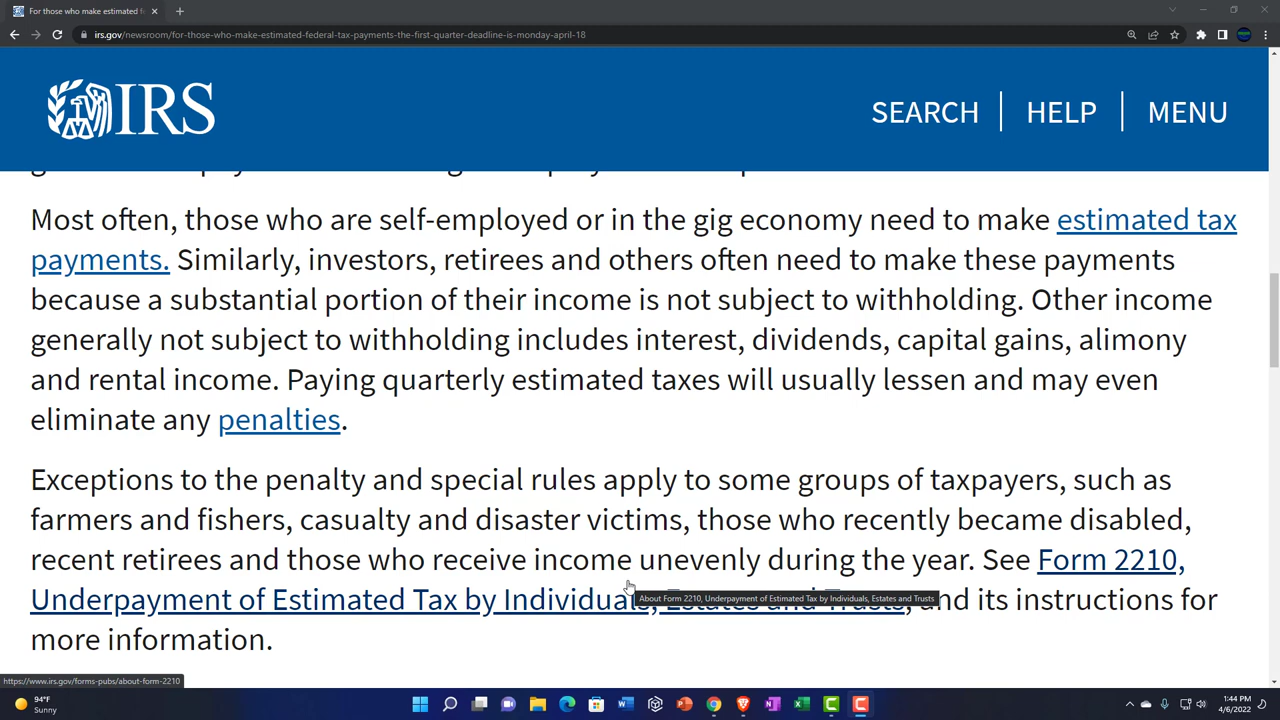 For those who make estimated f
irs.gov/newsroom/for-those-who-make-estimated-federal-tax-payments-the-first-quarter-deadline-is-monday-april-18
IRS
SEARCH
HELP
MENU
Most often, those who are self-employed or in the gig economy need to make estimated tax
payments. Similarly, investors, retirees and others often need to make these payments
because a substantial portion of their income is not subject to withholding. Other income
generally not subject to withholding includes interest, dividends, capital gains, alimony
and rental income. Paying quarterly estimated taxes will usually lessen and may even
eliminate any penalties.
Exceptions to the penalty and special rules apply to some groups of taxpayers, such as
farmers and fishers, casualty and disaster victims, those who recently became disabled,
recent retirees and those who receive income unevenly during the year. See Form 2210,
Underpayment of Estimated Tax by Individuals, Estates and Trusts, and its instructions for
About Form 2210, Underpayment of Estimated Tax by Individuals, Estates and Trusts
more information.
https://www.irs.gov/forms-pubs/about-form-2210
94°F
Sunny
1:44 PM
4/6/2022